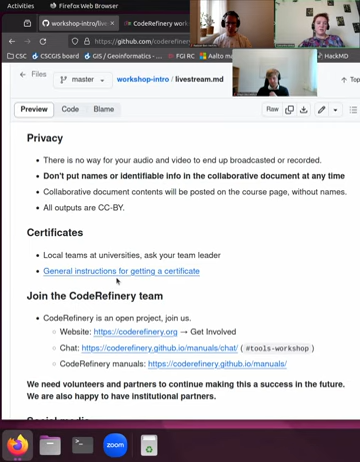 Activities
Firefox Web Browser
workshop-intro/live
CodeRefinery wor
https://github.com/coderefiner
CSC
CSCGIS board
GIS / Geoinformatics -
FGI RC
Aalto
HackMD
Files
master
workshop-intro / livestream.md
Top
Preview
Code
Blame
Raw
Privacy
• There is no way for your audio and video to end up broadcasted or recorded.
• Don't put names or identifiable info in the collaborative document at any time
• Collaborative document contents will be posted on the course page, without names.
• All outputs are CC-BY.
Certificates
• Local teams at universities, ask your team leader
• General instructions for getting a certificate
Join the CodeRefinery team
• CodeRefinery is an open project, join us.
○ Website: https://coderefinery.org → Get Involved
○ Chat: https://coderefinery.github.io/manuals/chat/ ( #tools-workshop )
○ CodeRefinery manuals: https://coderefinery.github.io/manuals/
We need volunteers and partners to continue making this a success in the future.
We are also happy to have institutional partners.
Social media
zoom